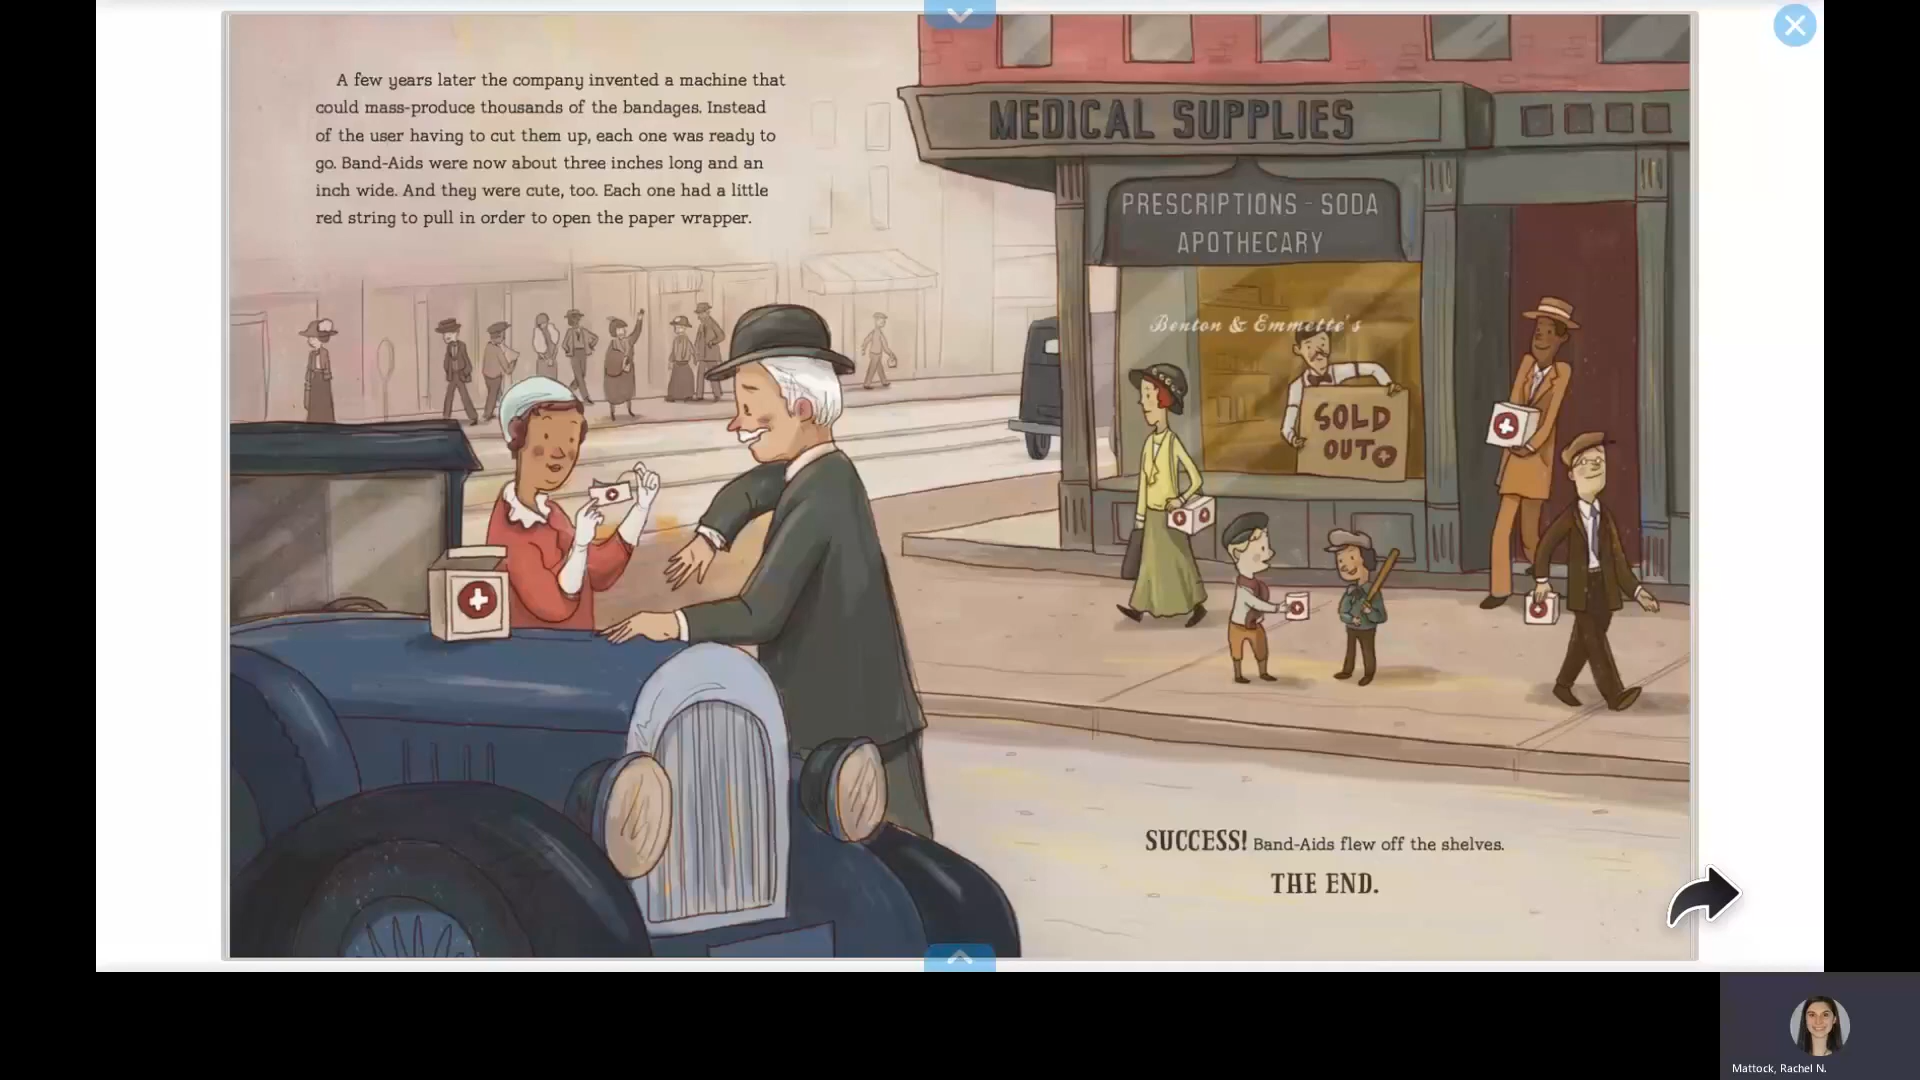 A few years later the company invented a machine that
could mass-produce thousands of the bandages. Instead
of the user having to cut them up, each one was ready to
go. Band-Aids were now about three inches long and an
inch wide. And they were cute, too. Each one had a little
red string to pull in order to open the paper wrapper.
MEDICAL SUPPLIES
PRESCRIPTIONS - SODA
APOTHECARY
Benton & Emmette's
SOLD
OUT
SUCCESS! Band-Aids flew off the shelves.
THE END.
Mattock, Rachel N.